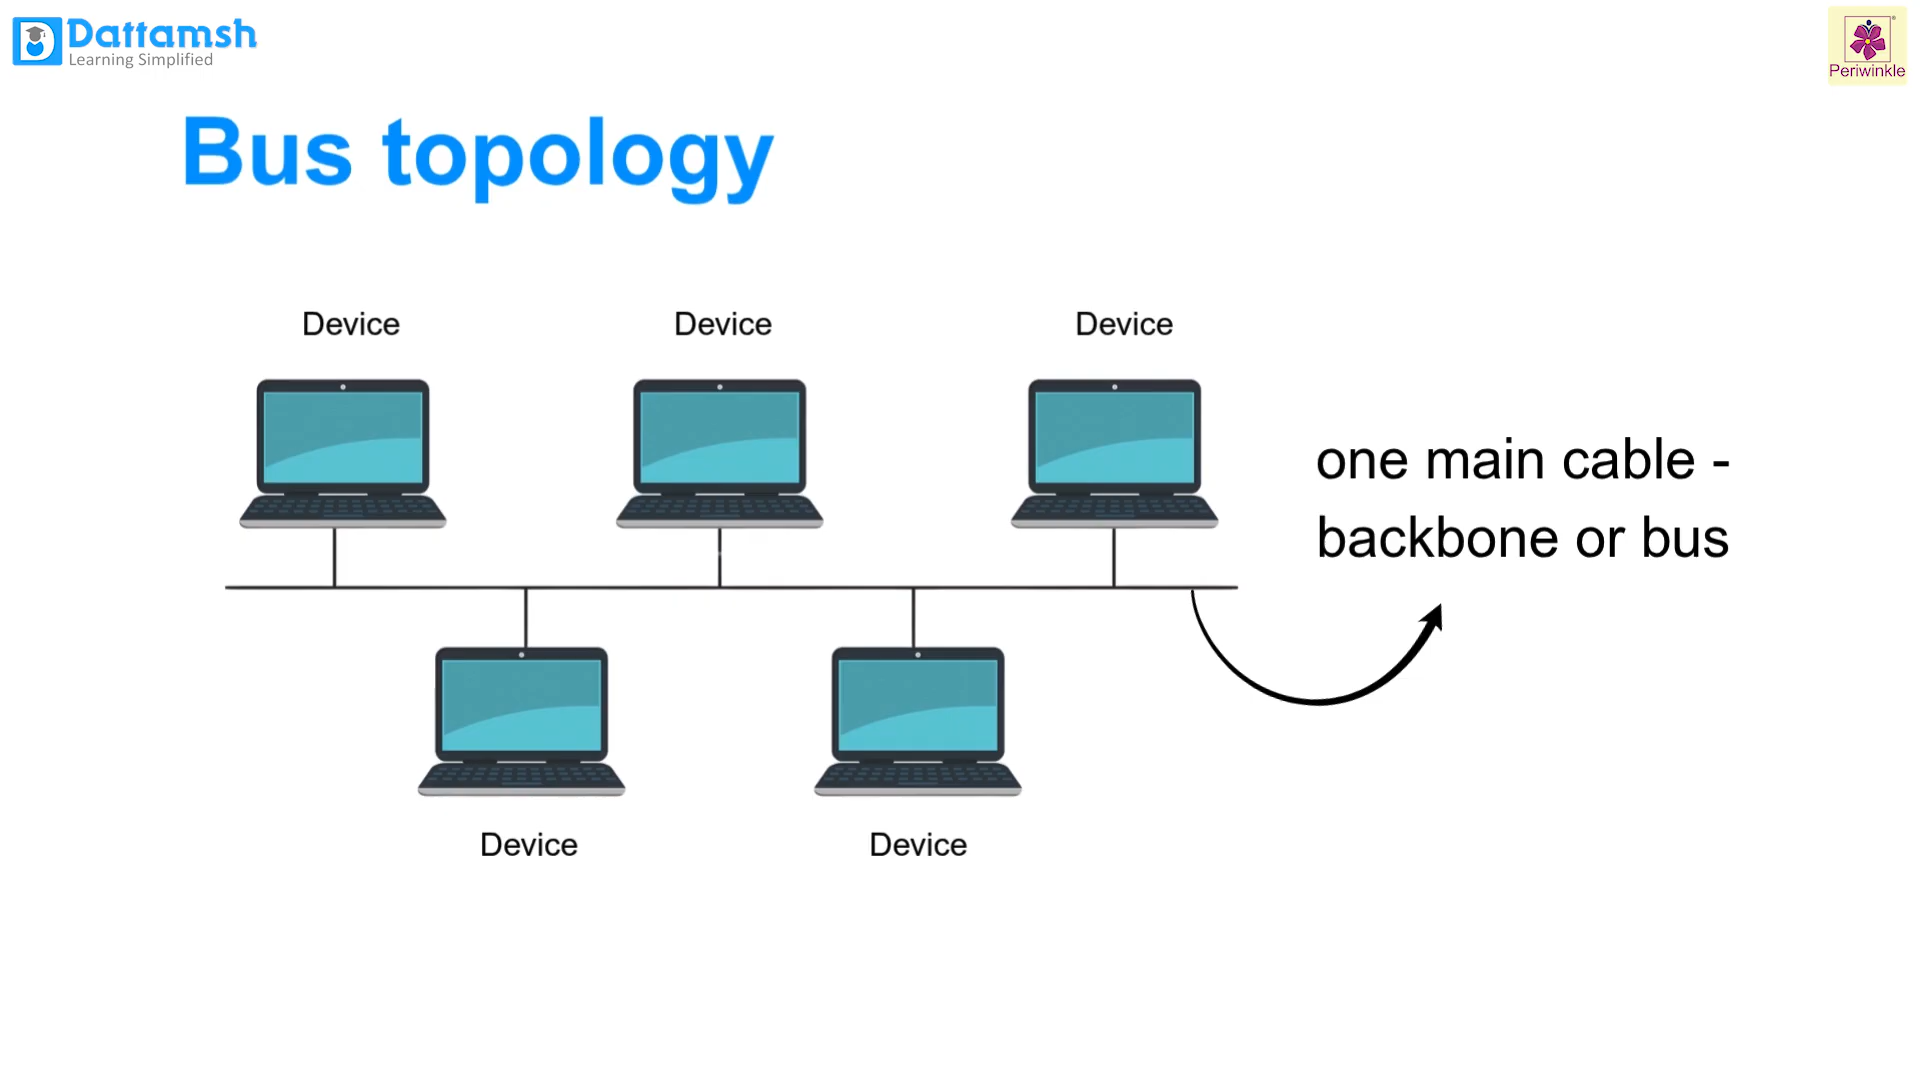 Dattamsh
Learning Simplified
Periwinkle
Bus topology
Device
Device
Device
one main cable -
backbone or bus
Device
Device